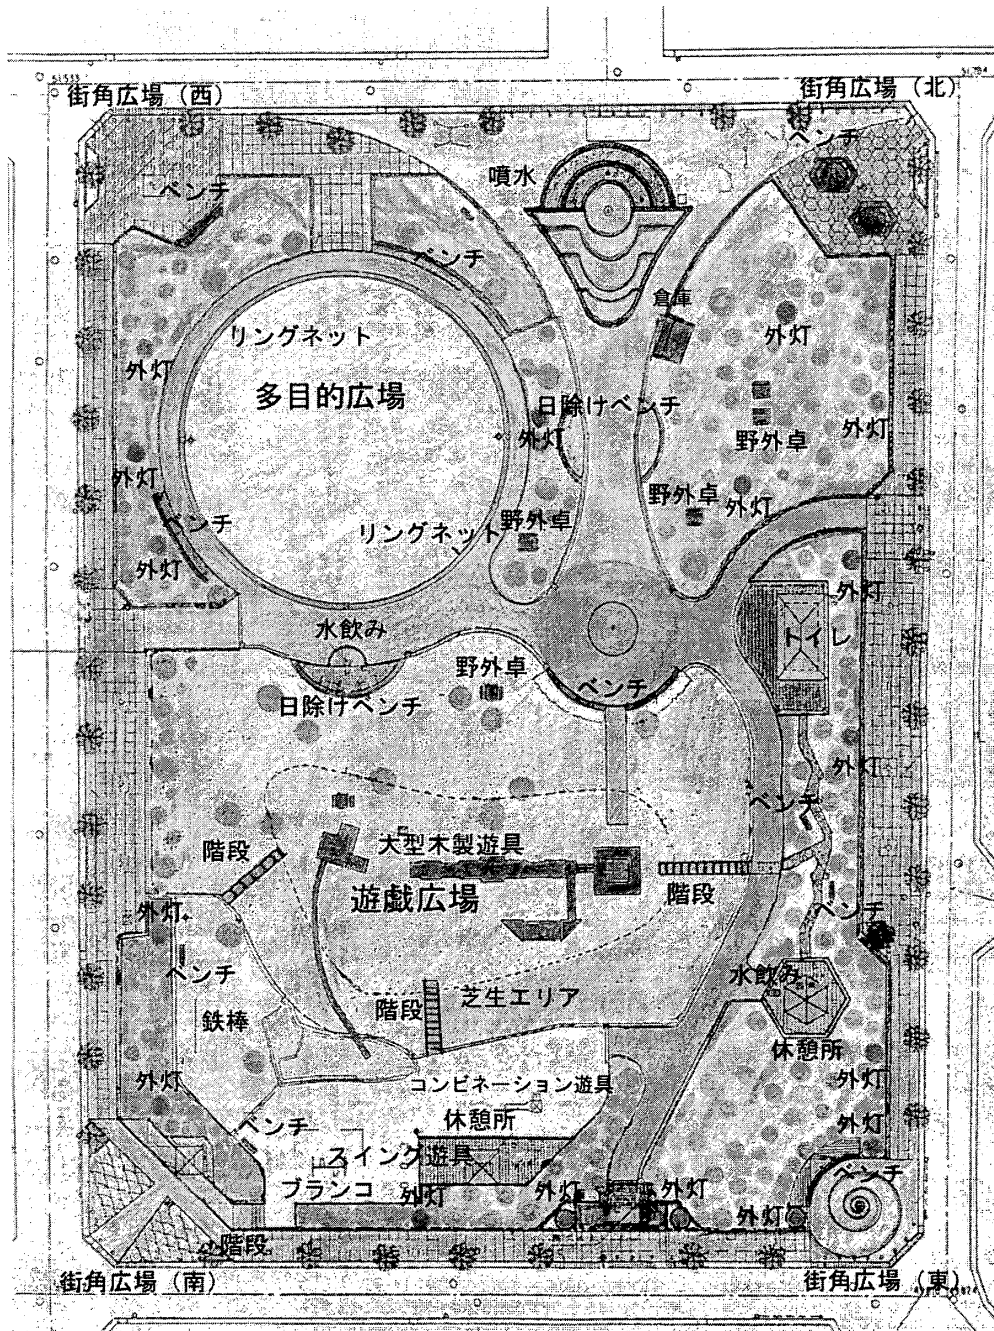 街角広場（西）
街角広場（北）
ベンチ
噴水
ベンチ
ベンチ
倉庫
リングネット
外灯
外灯
多目的広場
日除けベンチ
外灯
外灯
野外卓
外灯
野外卓
外灯
ベンチ
リングネット
野外卓
外灯
外灯
水飲み
トイレ
野外卓
ベンチ
日除けベンチ
外灯
ベンチ
階段
大型木製遊具
遊戯広場
階段
外灯
ベンチ
ベンチ
水飲み
階段
芝生エリア
鉄棒
休憩所
外灯
コンビネーション遊具
外灯
ベンチ
休憩所
外灯
スイング遊具
ベンチ
ブランコ
外灯
外灯
外灯
外灯
階段
街角広場（南）
街角広場（東）